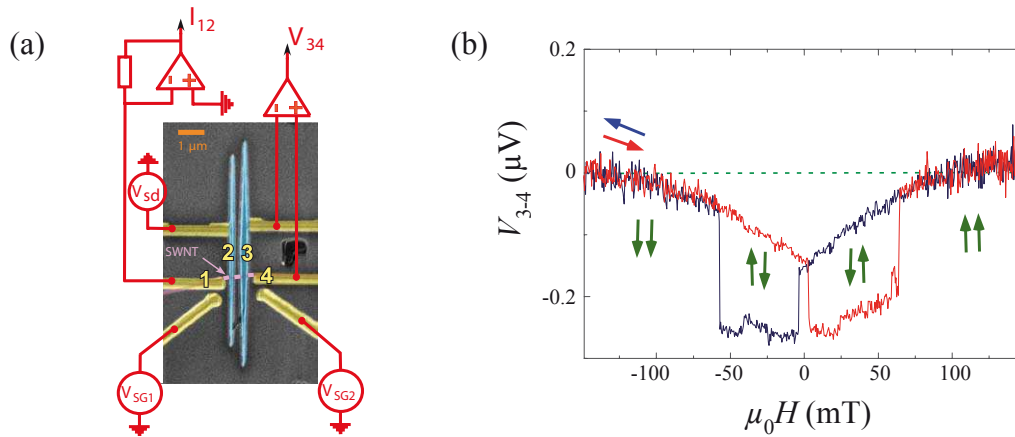 (a)
I12
V34
1 μm
Vsd
SWNT
2 3
1 4
VSG1
VSG2
- +
- +
(b)
V3-4 (μV)
0.2
0
-0.2
-100 -50 0 50 100
μ0H (mT)